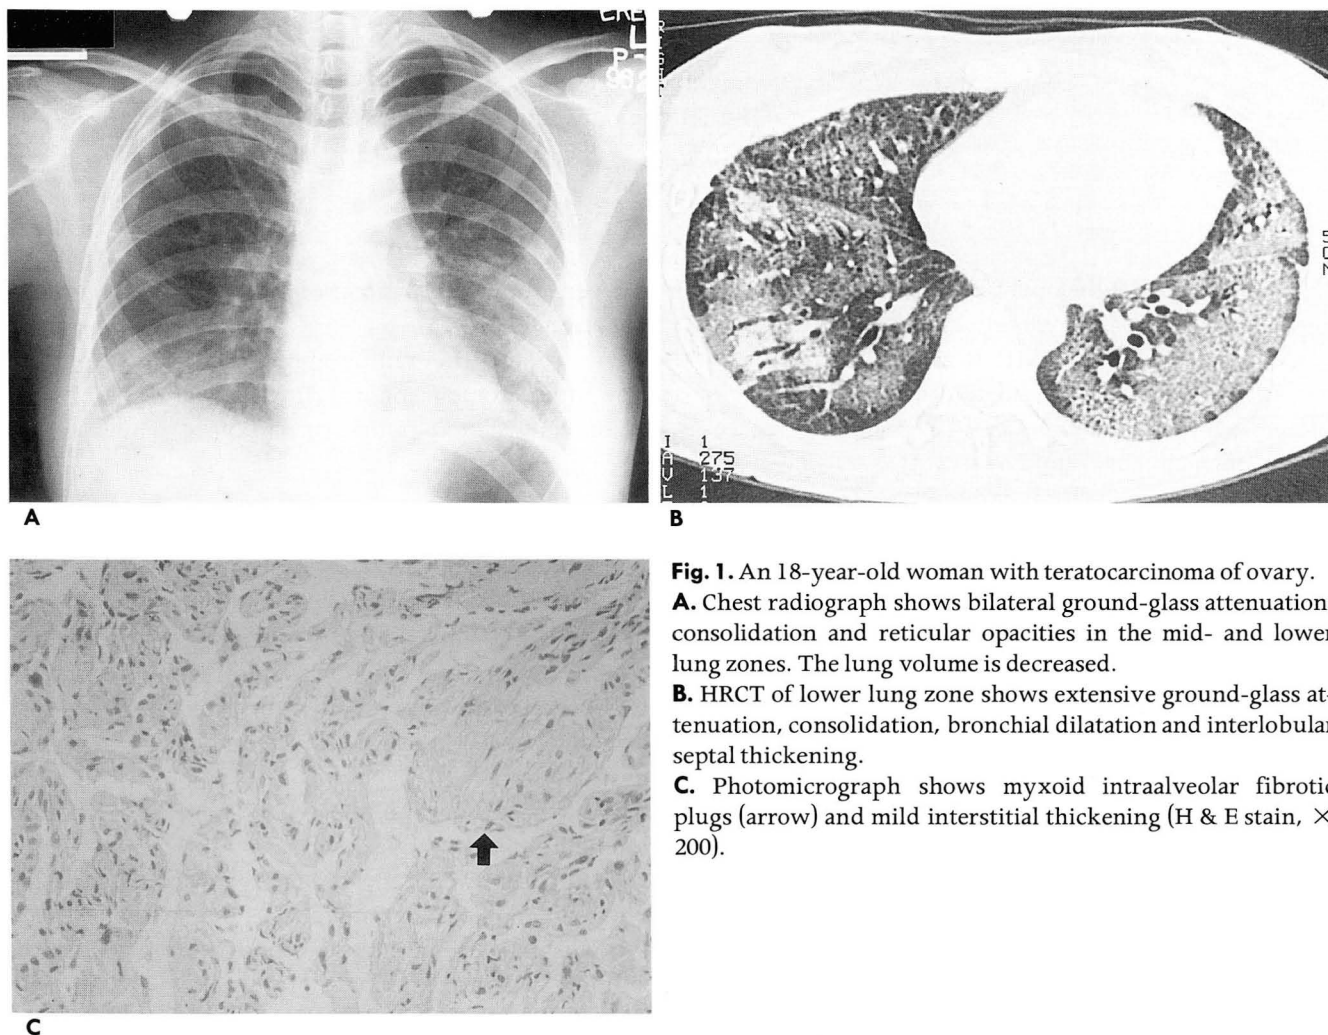 L
A
B
I 1
A 275
V 137
L 1
Fig. 1. An 18-year-old woman with teratocarcinoma of ovary.
A. Chest radiograph shows bilateral ground-glass attenuation
consolidation and reticular opacities in the mid- and lower
lung zones. The lung volume is decreased.
B. HRCT of lower lung zone shows extensive ground-glass at-
tenuation, consolidation, bronchial dilatation and interlobular
septal thickening.
C. Photomicrograph shows myxoid intraalveolar fibrotic
plugs (arrow) and mild interstitial thickening (H & E stain, ×
200).
C